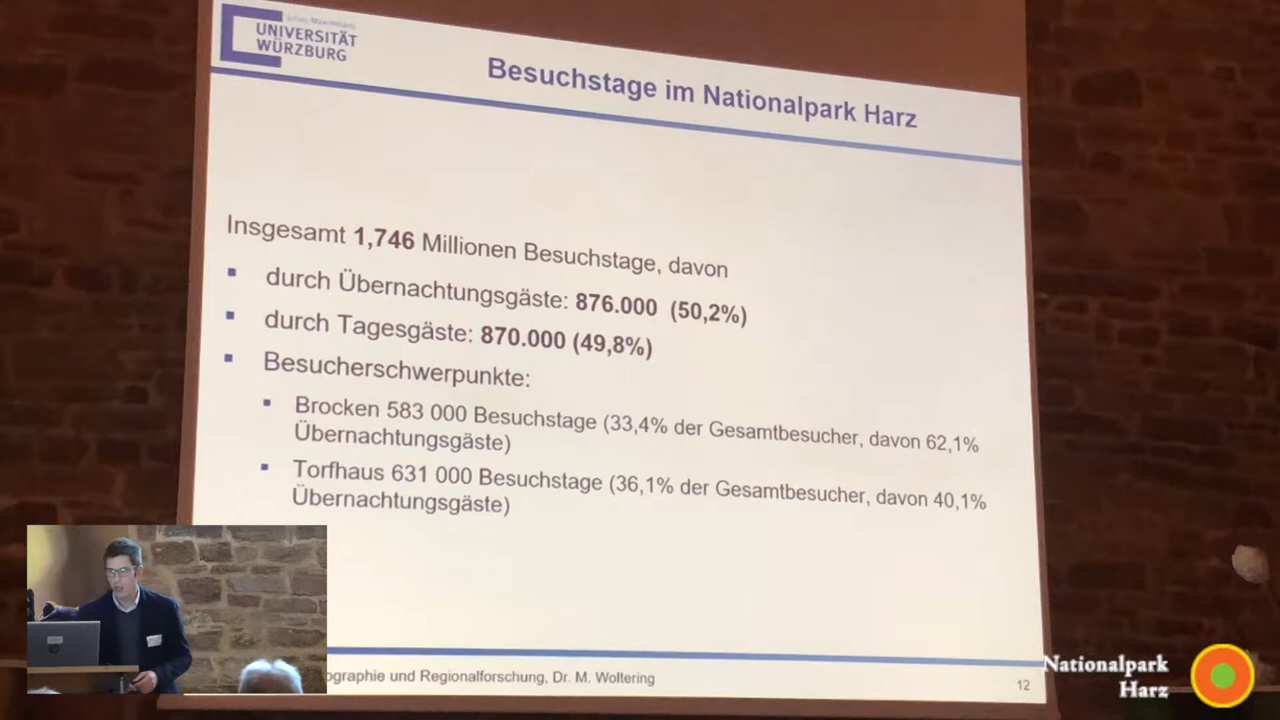 UNIVERSITÄT
WÜRZBURG
Besuchstage im Nationalpark Harz
Insgesamt 1,746 Millionen Besuchstage, davon
▪ durch Übernachtungsgäste: 876.000 (50,2%)
▪ durch Tagesgäste: 870.000 (49,8%)
▪ Besucherschwerpunkte:
▪ Brocken 583 000 Besuchstage (33,4% der Gesamtbesucher, davon 62,1%
Übernachtungsgäste)
▪ Torfhaus 631 000 Besuchstage (36,1% der Gesamtbesucher, davon 40,1%
Übernachtungsgäste)
ographie und Regionalforschung, Dr. M. Woltering
12
Nationalpark
Harz